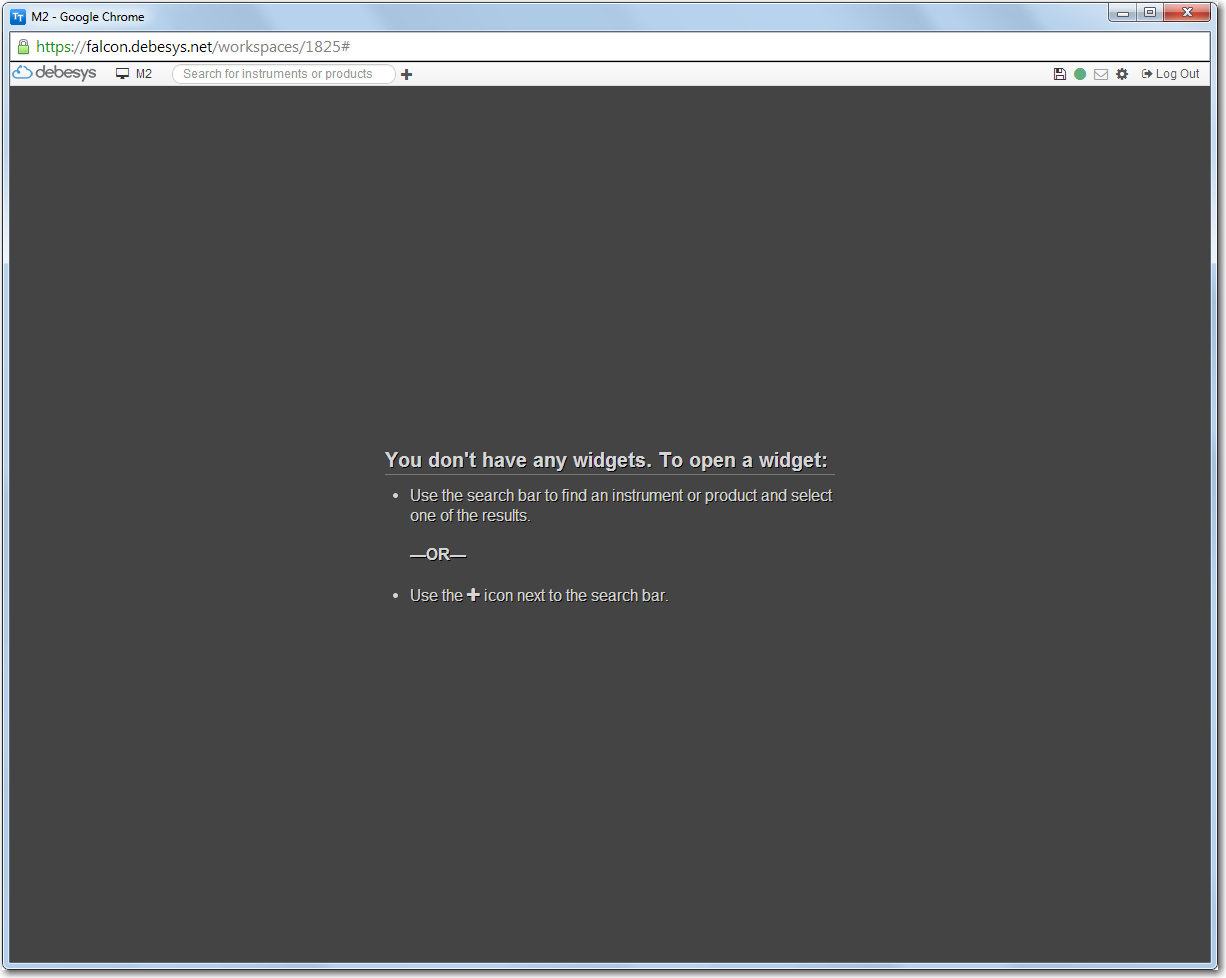 TT M2 - Google Chrome
https://falcon.debesys.net/workspaces/1825#
debesys M2 Search for instruments or products Log Out
You don't have any widgets. To open a widget:
• Use the search bar to find an instrument or product and select
one of the results.
—OR—
• Use the + icon next to the search bar.